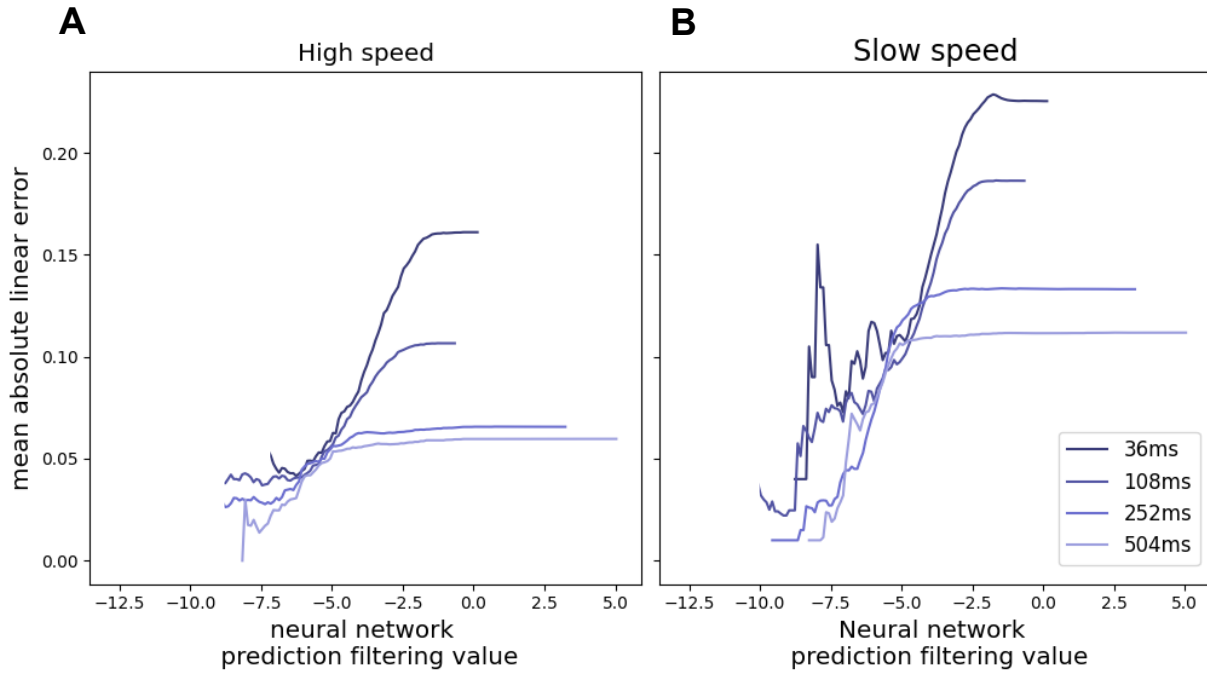 A
B
High speed
Slow speed
mean absolute linear error
0.20
0.15
0.10
0.05
0.00
−12.5 −10.0 −7.5 −5.0 −2.5 0.0 2.5 5.0
neural network
prediction filtering value
−12.5 −10.0 −7.5 −5.0 −2.5 0.0 2.5 5.0
Neural network
prediction filtering value
36ms
108ms
252ms
504ms